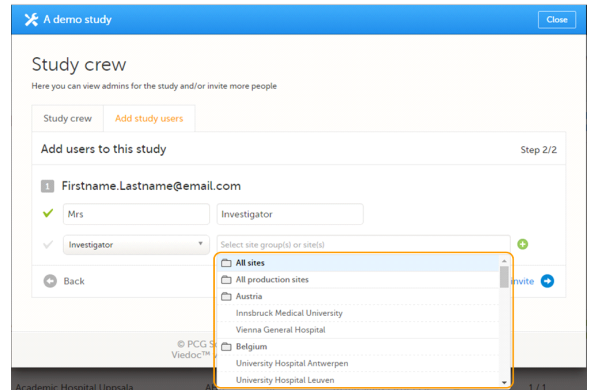 A demo study
Close
Study crew
Here you can view admins for the study and/or invite more people
Study crew
Add study users
Add users to this study
Step 2/2
1
Firstname.Lastname@email.com
Mrs
Investigator
Investigator
Select site group(s) or site(s)
All sites
All production sites
Austria
Innsbruck Medical University
Vienna General Hospital
Belgium
University Hospital Antwerpen
University Hospital Leuven
Back
invite
© PCG S
Viedoc™
Academic Hospital Uppsala
1/1